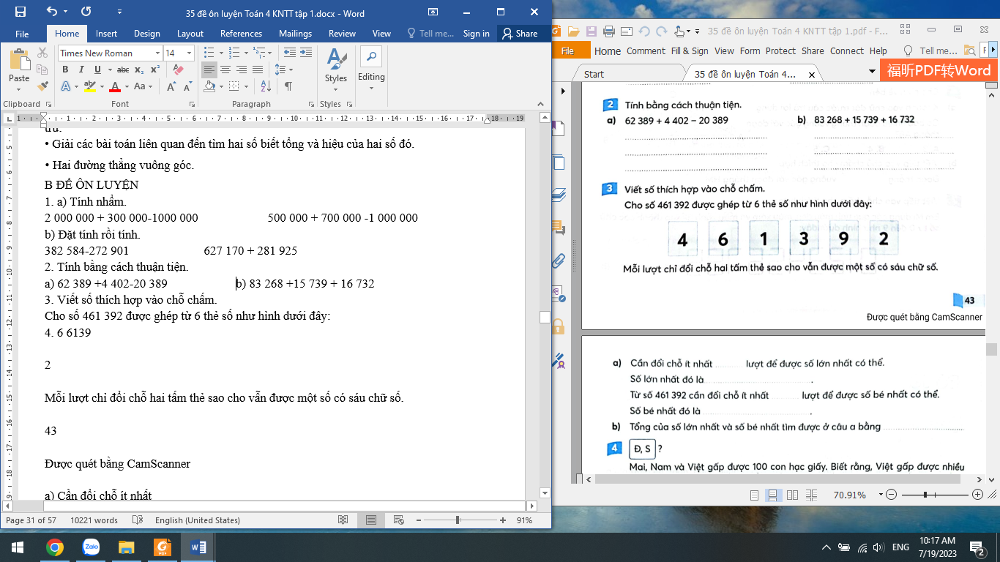 35 đề ôn luyện Toán 4 KNTT tập 1.docx - Word
File Home Insert Design Layout References Mailings Review View Tell me... Sign in Share
Times New Roman 14
Paste
B I U abc x₂ x²
A ab A Aa A A
Styles
Editing
Clipboard Font Paragraph Styles
• Giải các bài toán liên quan đến tìm hai số biết tổng và hiệu của hai số đó.
• Hai đường thẳng vuông góc.
B ĐỀ ÔN LUYỆN
1. a) Tính nhẩm.
2 000 000 + 300 000-1000 000 500 000 + 700 000 -1 000 000
b) Đặt tính rồi tính.
382 584-272 901 627 170 + 281 925
2. Tính bằng cách thuận tiện.
a) 62 389 +4 402-20 389 b) 83 268 +15 739 + 16 732
3. Viết số thích hợp vào chỗ chấm.
Cho số 461 392 được ghép từ 6 thẻ số như hình dưới đây:
4. 6 6139
2
Mỗi lượt chỉ đổi chỗ hai tấm thẻ sao cho vẫn được một số có sáu chữ số.
43
Được quét bằng CamScanner
a) Cần đổi chỗ ít nhất
Page 31 of 57 10221 words English (United States) 91%
35 đề ôn luyện Toán 4 KNTT tập 1.pdf - F...
File Home Comment Fill & Sign View Form Protect Share Connect Help Tell me...
Start 35 đề ôn luyện Toán 4...
福昕PDF转Word
2 Tính bằng cách thuận tiện.
a) 62 389 + 4 402 – 20 389 b) 83 268 + 15 739 + 16 732
3 Viết số thích hợp vào chỗ chấm.
Cho số 461 392 được ghép từ 6 thẻ số như hình dưới đây:
4 6 1 3 9 2
Mỗi lượt chỉ đổi chỗ hai tấm thẻ sao cho vẫn được một số có sáu chữ số.
43
Được quét bằng CamScanner
a) Cần đổi chỗ ít nhất .......... lượt để được số lớn nhất có thể.
Số lớn nhất đó là ..........
Từ số 461 392 cần đổi chỗ ít nhất .......... lượt để được số bé nhất có thể.
Số bé nhất đó là ..........
b) Tổng của số lớn nhất và số bé nhất tìm được ở câu a bằng ..........
4 Đ, S ?
Mai, Nam và Việt gấp được 100 con hạc giấy. Biết rằng, Việt gấp được nhiều
70.91%
Zalo
ENG
10:17 AM
7/19/2023
2